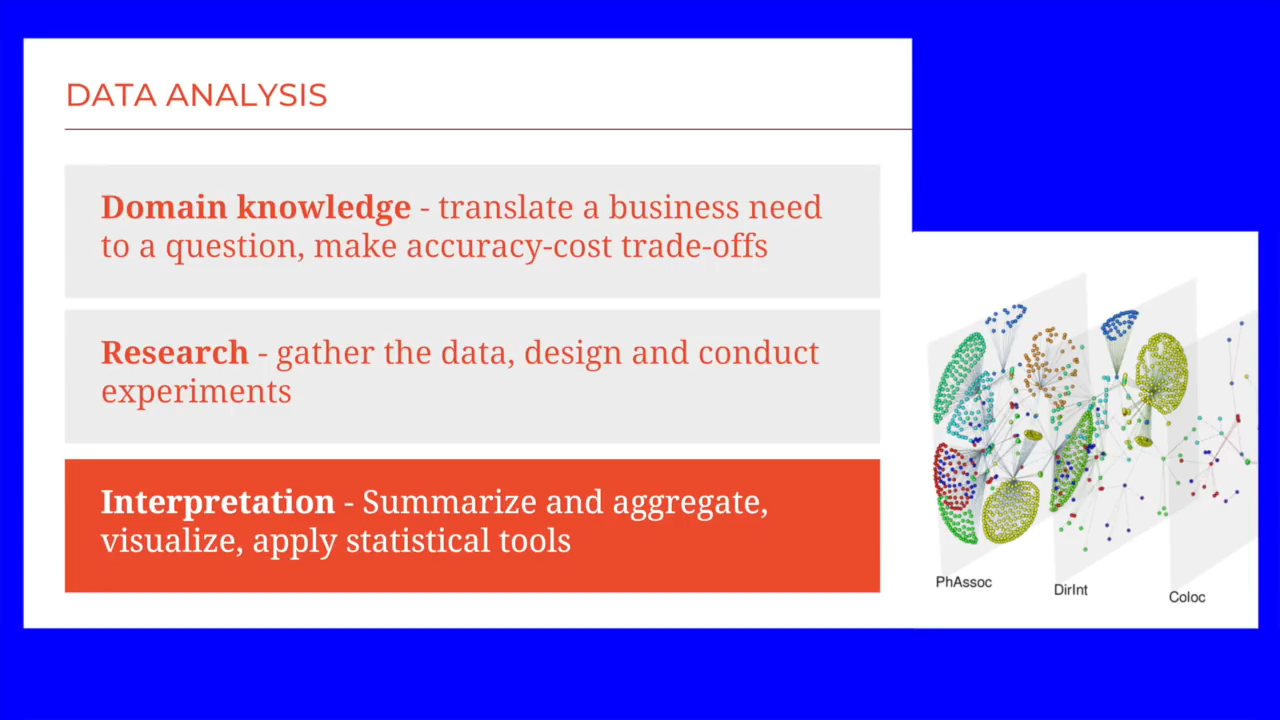 DATA ANALYSIS
Domain knowledge - translate a business need
to a question, make accuracy-cost trade-offs
Research - gather the data, design and conduct
experiments
Interpretation - Summarize and aggregate,
visualize, apply statistical tools
PhAssoc
DirInt
Coloc